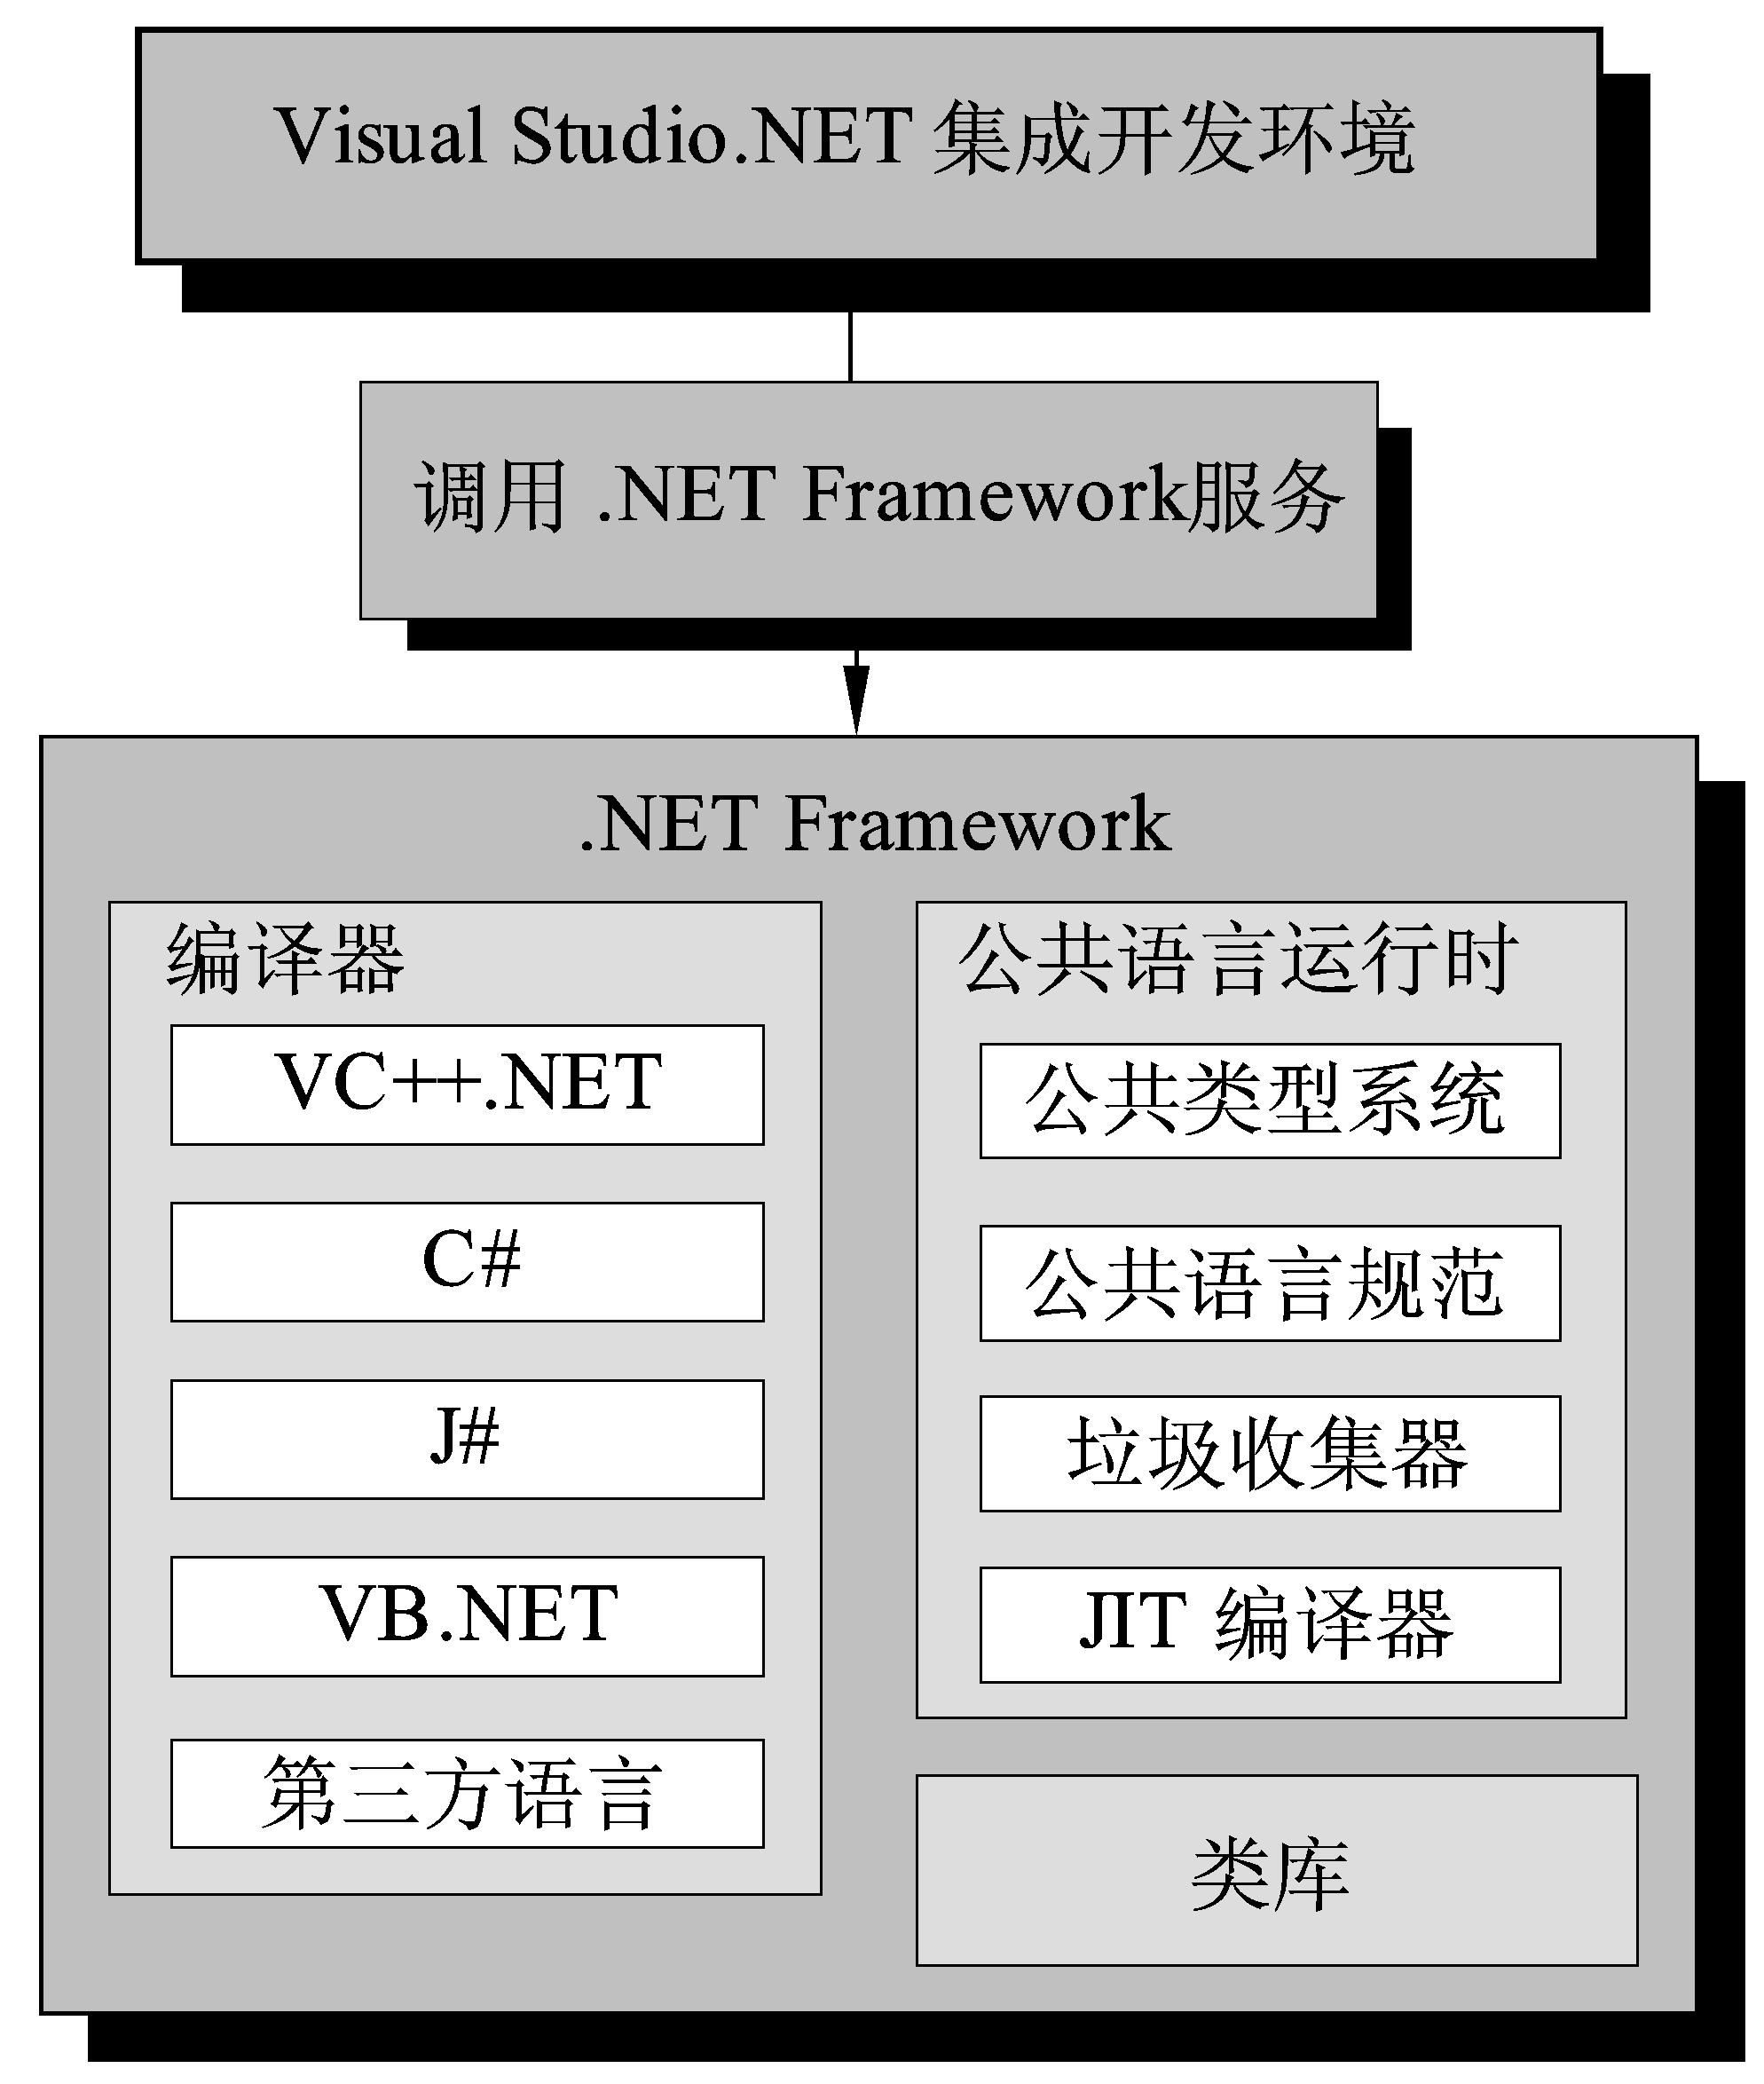 Visual Studio.NET 集成开发环境
调用 .NET Framework服务
.NET Framework
编译器
VC++.NET
C#
J#
VB.NET
第三方语言
公共语言运行时
公共类型系统
公共语言规范
垃圾收集器
JIT 编译器
类库